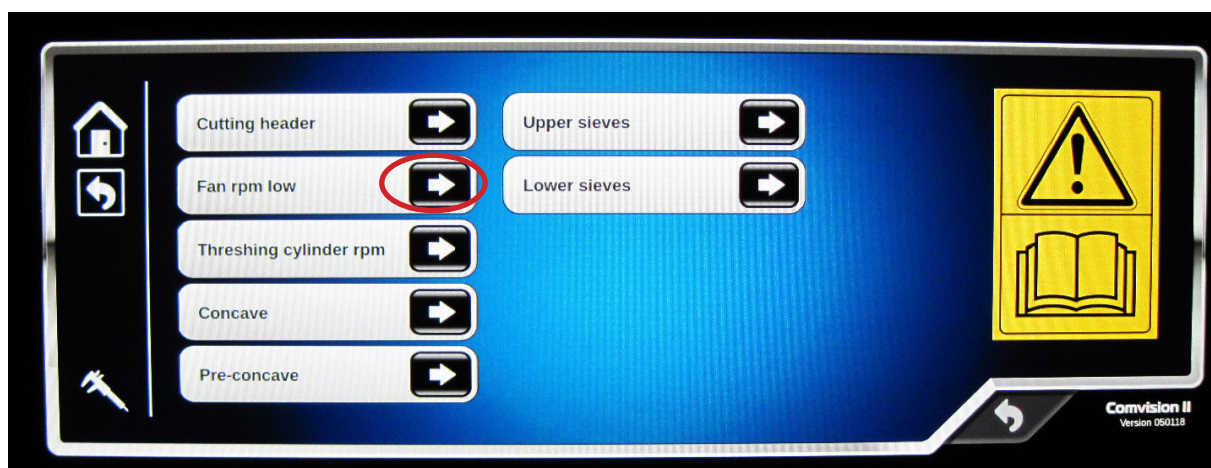 Cutting header
Fan rpm low
Threshing cylinder rpm
Concave
Pre-concave
Upper sieves
Lower sieves
Comvision II
Version 050118